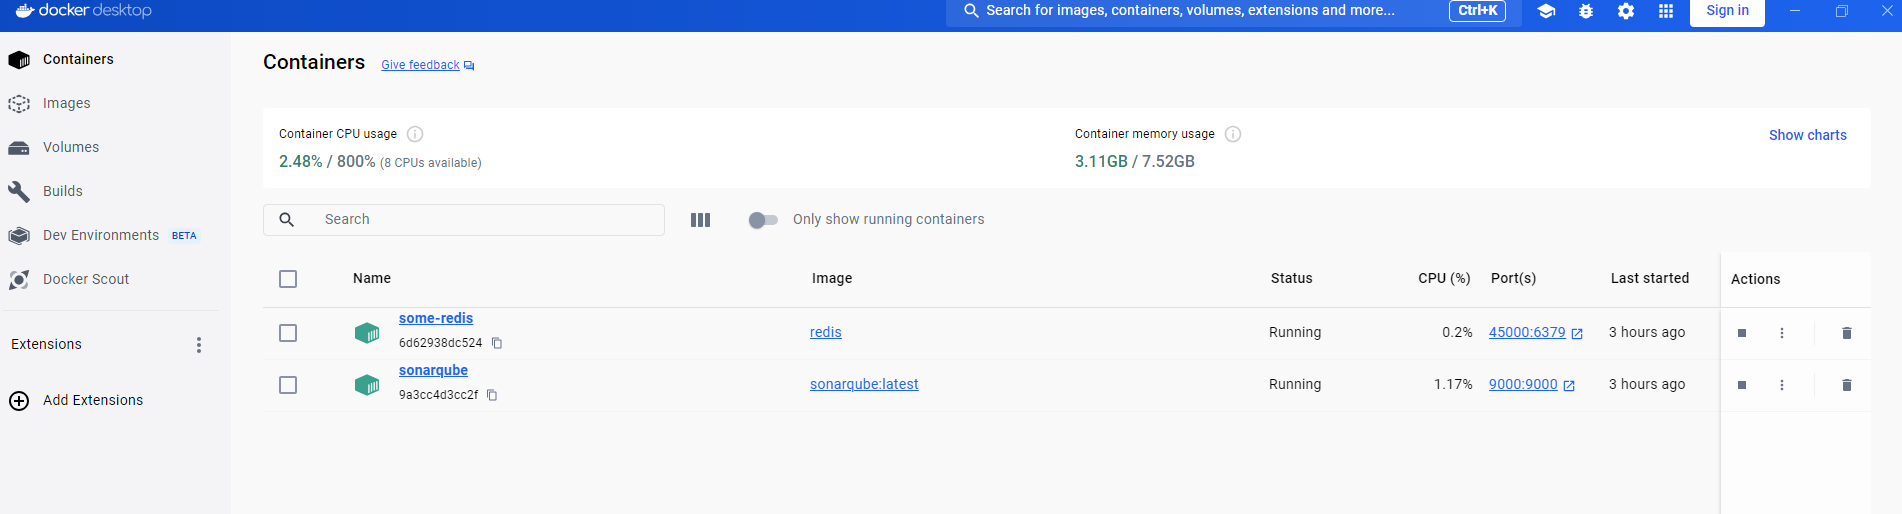 docker desktop
Search for images, containers, volumes, extensions and more...
Ctrl+K
Sign in
Containers
Images
Volumes
Builds
Dev Environments BETA
Docker Scout
Extensions
Add Extensions
Containers Give feedback
Container CPU usage
2.48% / 800% (8 CPUs available)
Container memory usage
3.11GB / 7.52GB
Show charts
Search
Only show running containers
Name Image Status CPU (%) Port(s) Last started Actions
some-redis
6d62938dc524
redis Running 0.2% 45000:6379 3 hours ago
sonarqube
9a3cc4d3cc2f
sonarqube:latest Running 1.17% 9000:9000 3 hours ago